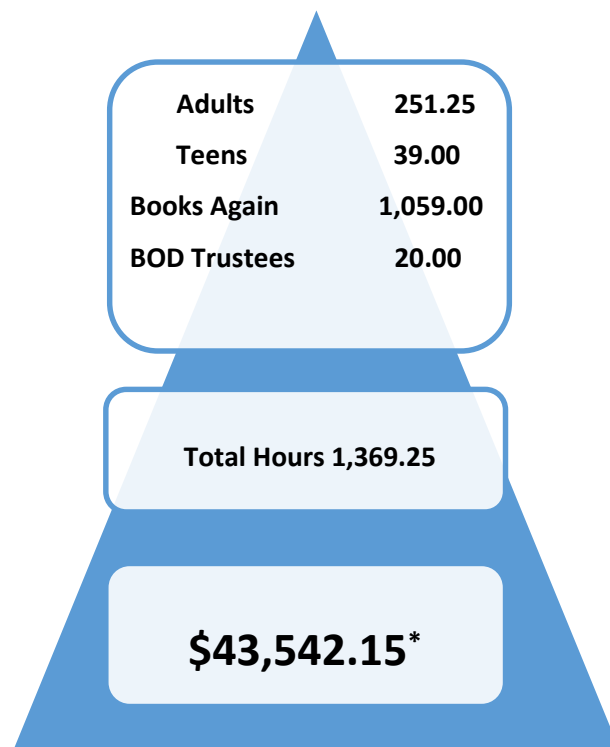 Adults 251.25
Teens 39.00
Books Again 1,059.00
BOD Trustees 20.00
Total Hours 1,369.25
$43,542.15*